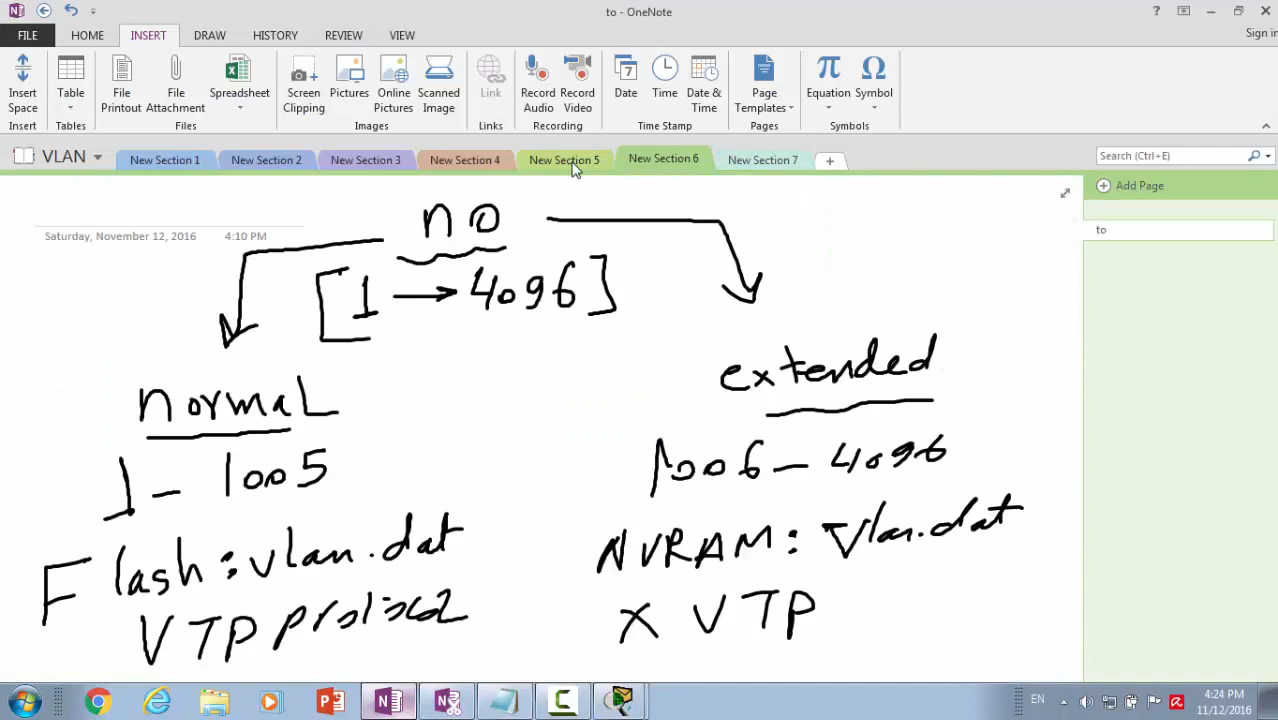 to - OneNote
? 
Sign in
FILE HOME INSERT DRAW HISTORY REVIEW VIEW
Insert Space
Table
File Printout
File Attachment
Spreadsheet
Screen Clipping
Pictures
Online Pictures
Scanned Image
Link
Record Audio
Record Video
Date
Time
Date & Time
Page Templates
Equation
Symbol
Insert Tables Files Images Links Recording Time Stamp Pages Symbols
VLAN New Section 1 New Section 2 New Section 3 New Section 4 New Section 5 New Section 6 New Section 7 +
Search (Ctrl+E)
Add Page
to
Saturday, November 12, 2016 4:10 PM
no
[1 → 4096]
normal
1 - 1005
Flash: vlan.dat
VTP protocol
extended
1006 - 4096
NVRAM: Vlan.dat
x VTP
EN
4:24 PM
11/12/2016